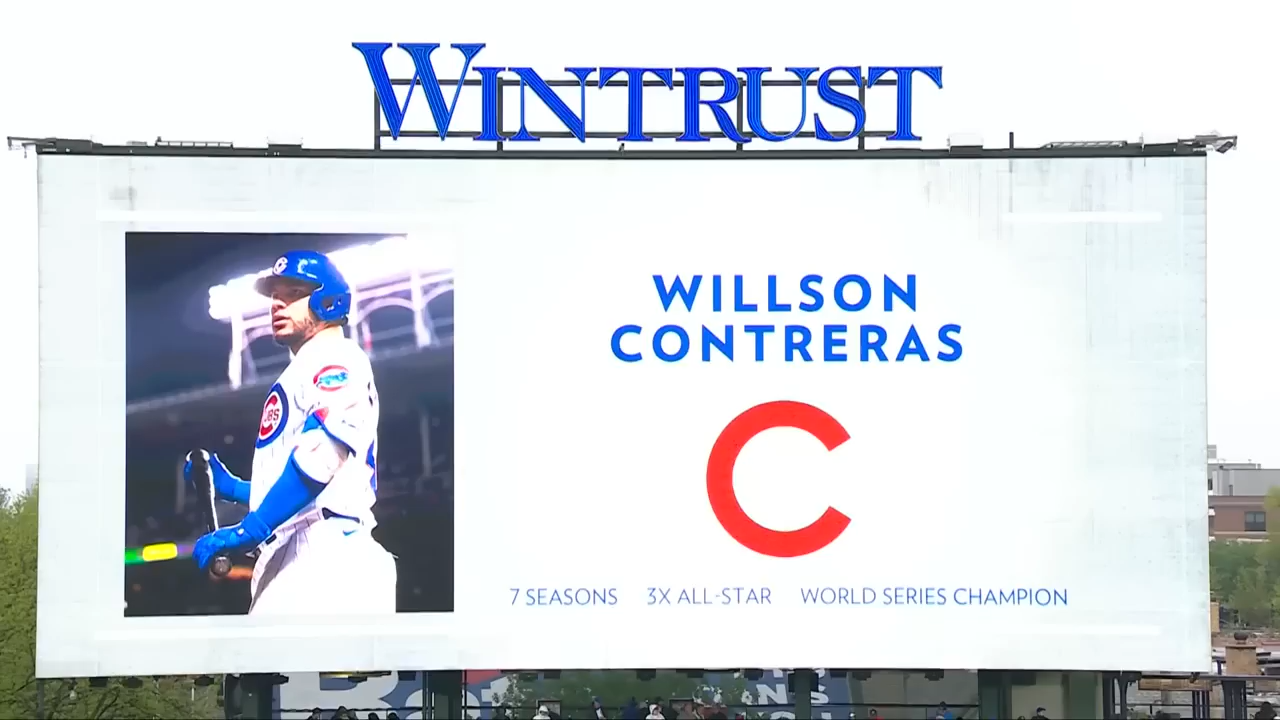 WINTRUST
WILLSON
CONTRERAS
C
7 SEASONS 3X ALL-STAR WORLD SERIES CHAMPION